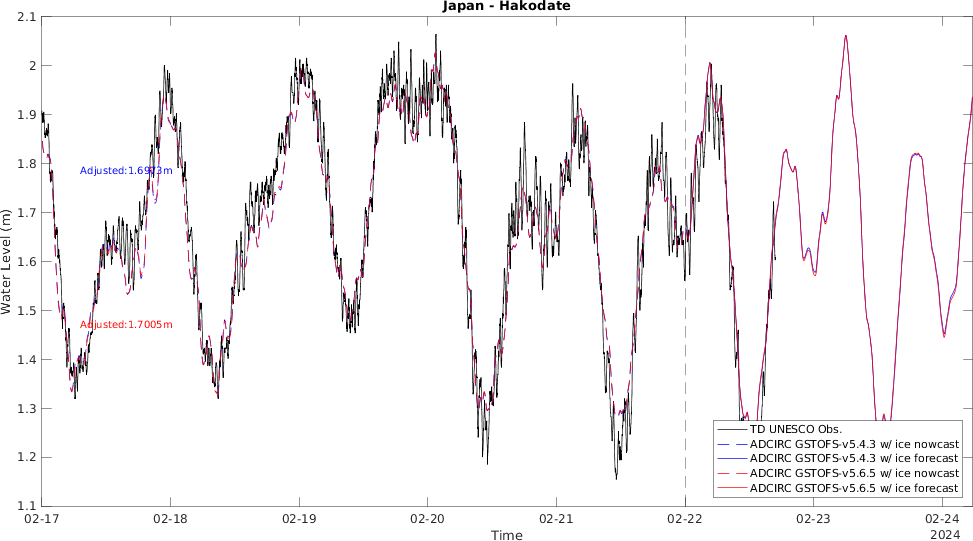 Japan - Hakodate
2.1
2
1.9
1.8
1.7
1.6
1.5
1.4
1.3
1.2
1.1
Water Level (m)
Adjusted:1.6973m
Adjusted:1.7005m
TD UNESCO Obs.
ADCIRC GSTOFS-v5.4.3 w/ ice nowcast
ADCIRC GSTOFS-v5.4.3 w/ ice forecast
ADCIRC GSTOFS-v5.6.5 w/ ice nowcast
ADCIRC GSTOFS-v5.6.5 w/ ice forecast
02-17 02-18 02-19 02-20 02-21 02-22 02-23 02-24
Time
2024